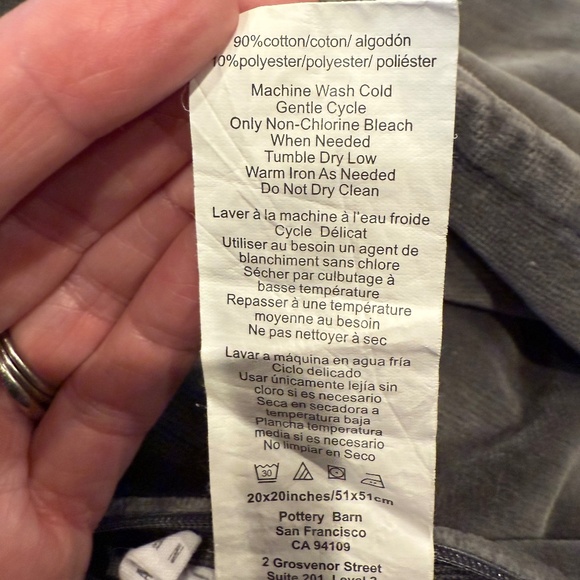 90%cotton/coton/ algodón
10%polyester/polyester/ poliéster
Machine Wash Cold
Gentle Cycle
Only Non-Chlorine Bleach
When Needed
Tumble Dry Low
Warm Iron As Needed
Do Not Dry Clean
Laver à la machine à l'eau froide
Cycle Délicat
Utiliser au besoin un agent de
blanchiment sans chlore
Sécher par culbutage à
basse température
Repasser à une température
moyenne au besoin
Ne pas nettoyer à sec
Lavar a máquina en agua fría
Ciclo delicado
Usar únicamente lejía sin
cloro si es necesario
Seca en secadora a
temperatura baja
Plancha temperatura
media si es necesario
No limpiar en Seco
30
20x20inches/51x51cm
Pottery Barn
San Francisco
CA 94109
2 Grosvenor Street
Suite 201, Level 2